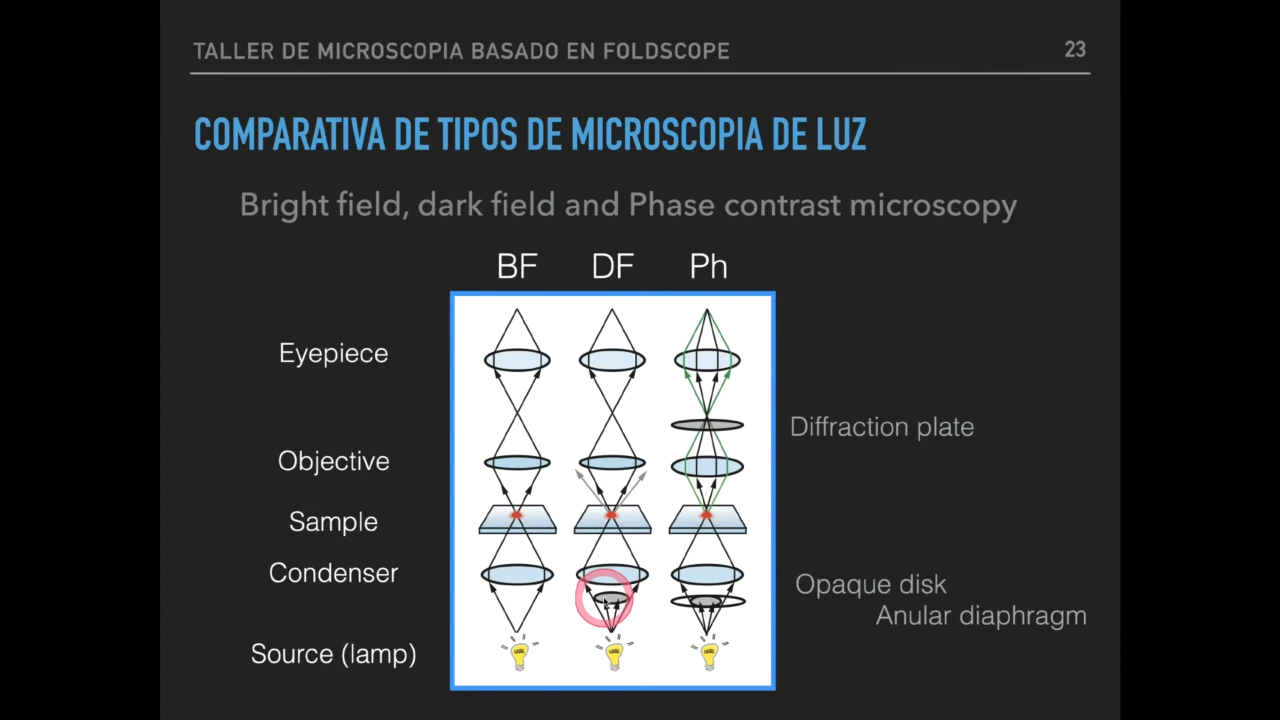 TALLER DE MICROSCOPIA BASADO EN FOLDSCOPE
23
COMPARATIVA DE TIPOS DE MICROSCOPIA DE LUZ
Bright field, dark field and Phase contrast microscopy
BF DF Ph
Eyepiece
Diffraction plate
Objective
Sample
Condenser
Opaque disk
Anular diaphragm
Source (lamp)